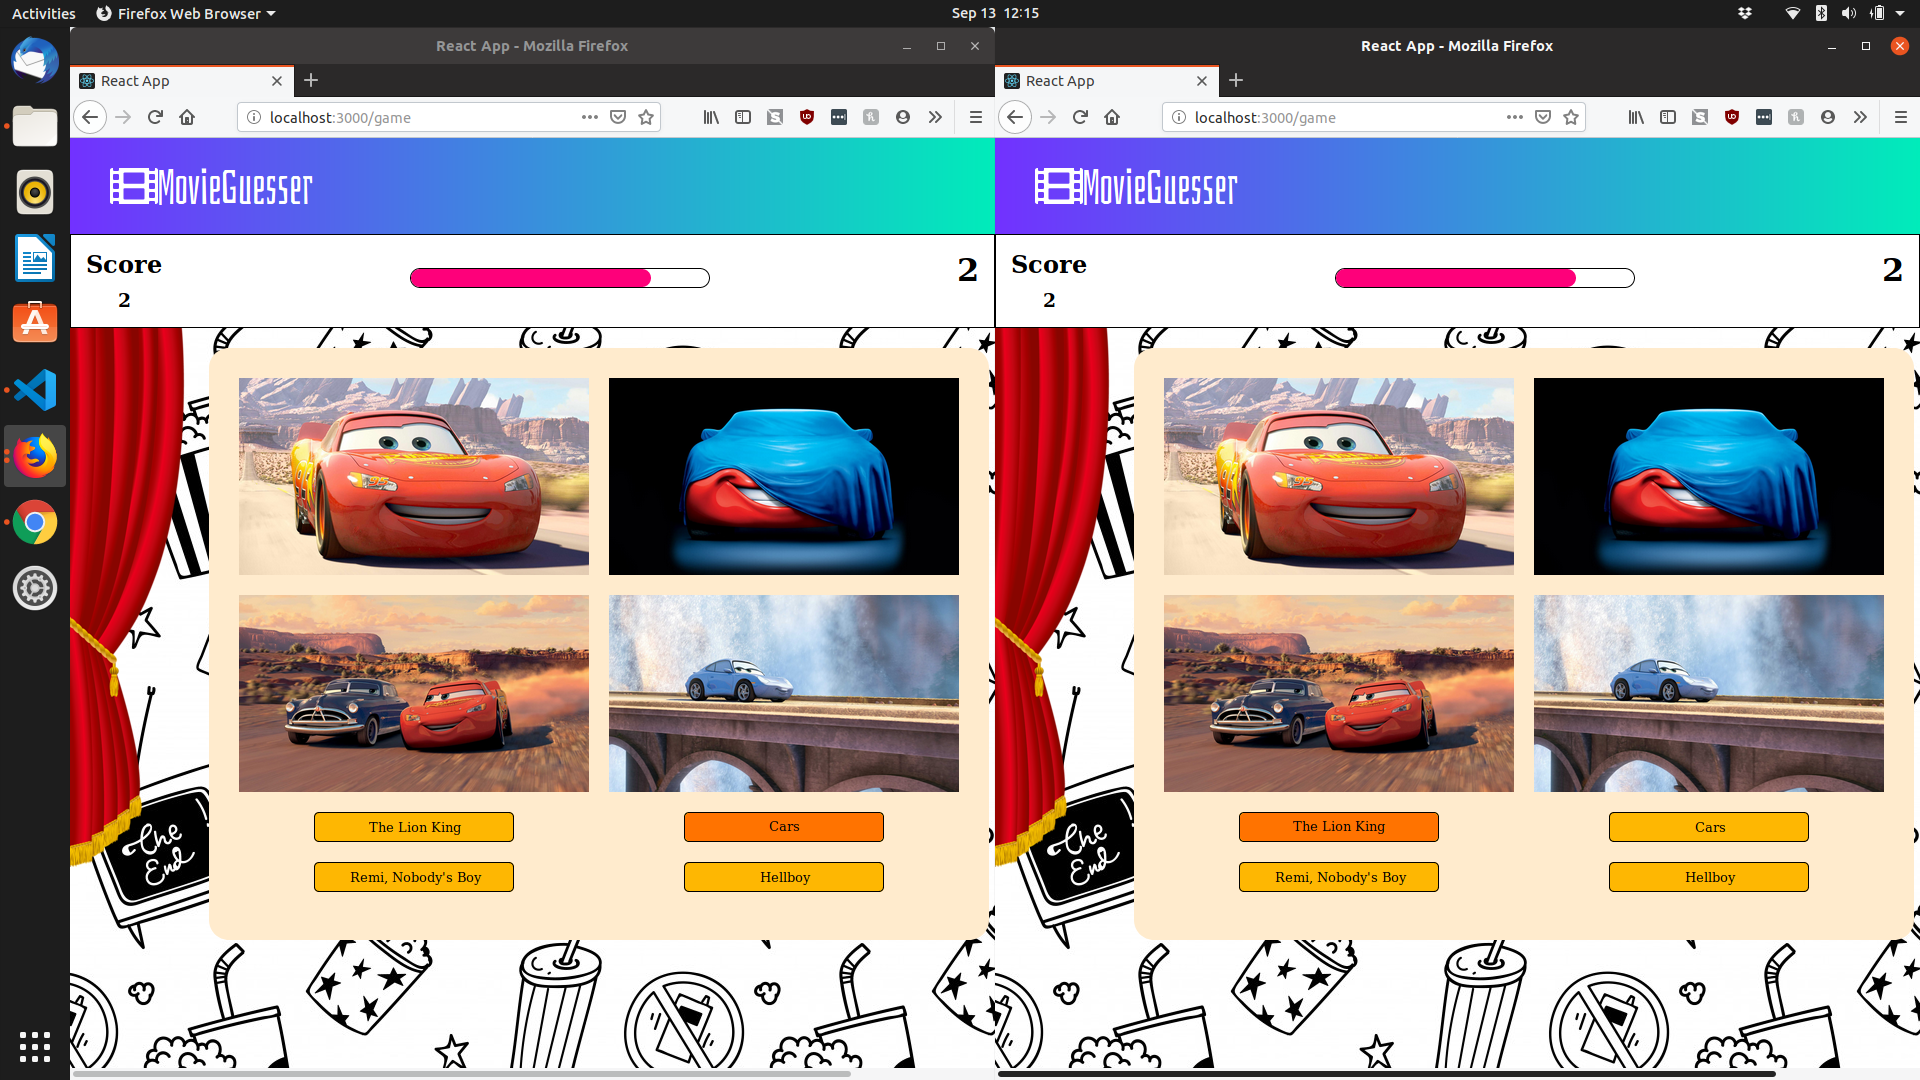 Activities Firefox Web Browser Sep 13 12:15
React App - Mozilla Firefox
React App
localhost:3000/game
MovieGuesser
Score
2
2
The Lion King
Cars
Remi, Nobody's Boy
Hellboy
The
End
React App - Mozilla Firefox
React App
localhost:3000/game
MovieGuesser
Score
2
2
The Lion King
Cars
Remi, Nobody's Boy
Hellboy
The
End